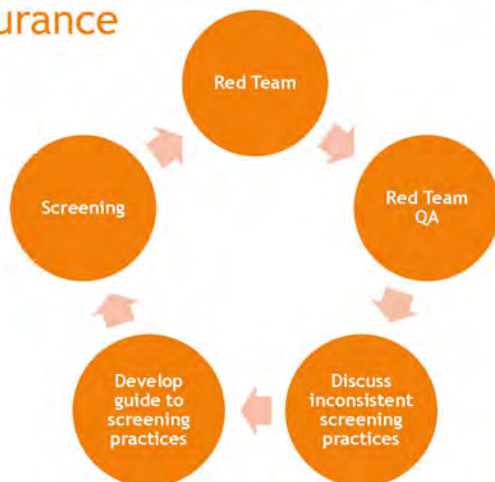 urance
Red Team
Red Team
QA
Discuss
inconsistent
screening
practices
Develop
guide to
screening
practices
Screening